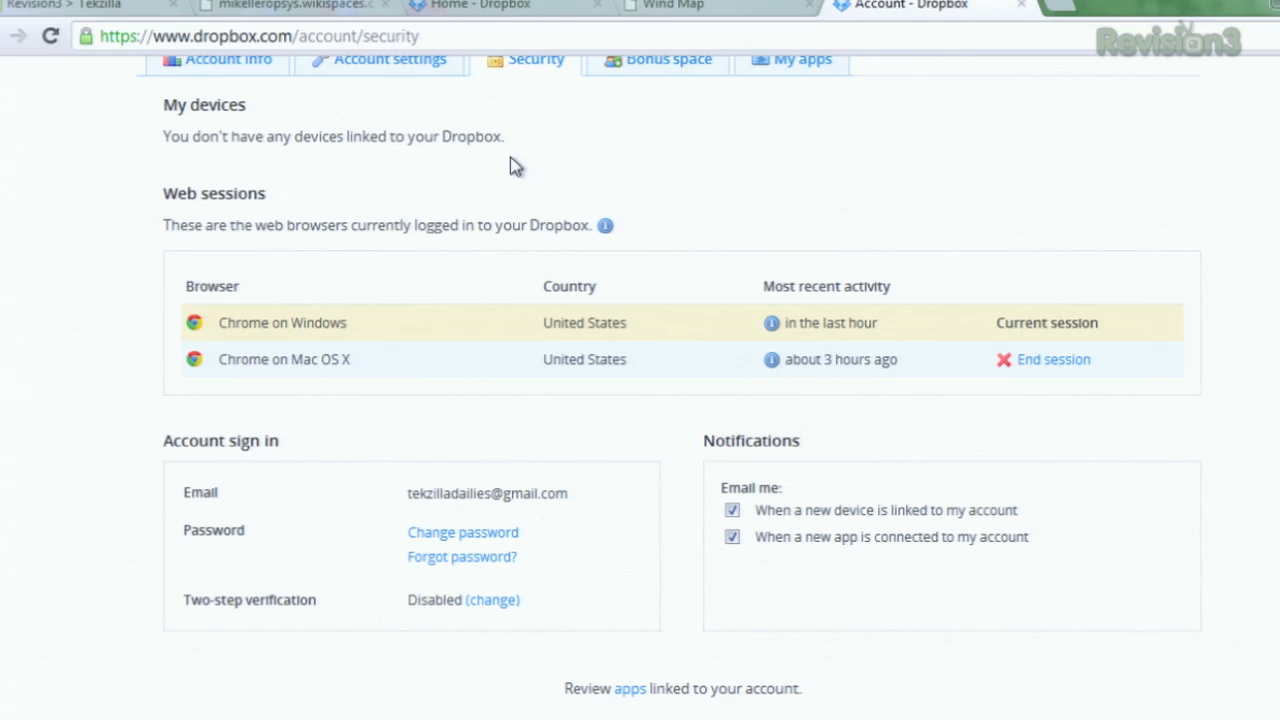 Revision3 > Tekzilla
mikelleropsys.wikispaces.c
Home - Dropbox
Wind Map
Account - Dropbox
https://www.dropbox.com/account/security
Revision3
Account info
Account settings
Security
Bonus space
My apps
My devices
You don't have any devices linked to your Dropbox.
Web sessions
These are the web browsers currently logged in to your Dropbox.
Browser Country Most recent activity
Chrome on Windows United States in the last hour Current session
Chrome on Mac OS X United States about 3 hours ago End session
Account sign in
Email tekzilladailies@gmail.com
Password Change password
Forgot password?
Two-step verification Disabled (change)
Notifications
Email me:
When a new device is linked to my account
When a new app is connected to my account
Review apps linked to your account.